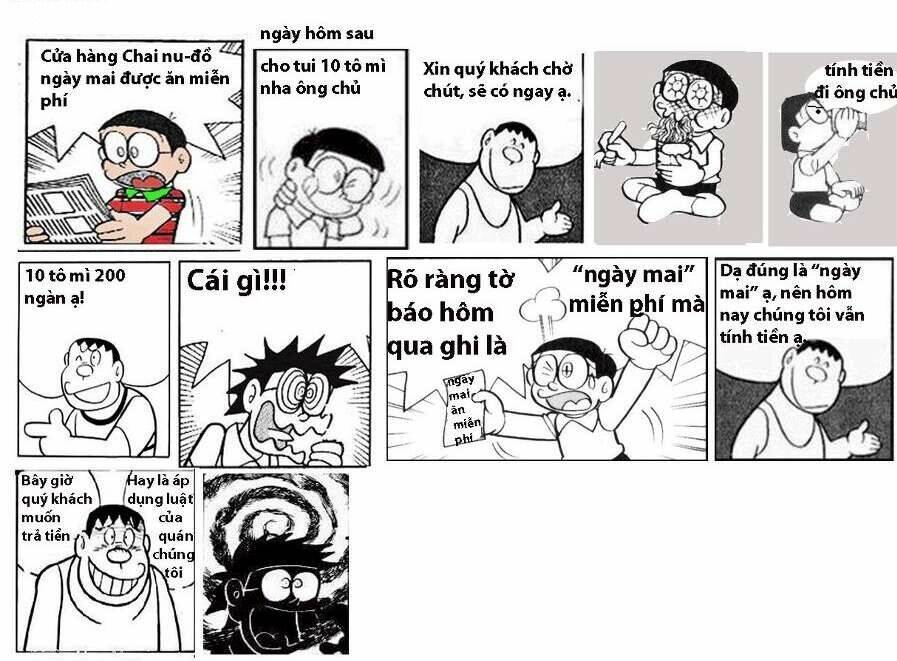 Cửa hàng Chai nu-đồ
ngày mai được ăn miễn
phí
ngày hôm sau
cho tui 10 tô mì
nha ông chủ
Xin quý khách chờ
chút, sẽ có ngay ạ.
tính tiền
đi ông chủ
10 tô mì 200
ngàn ạ!
Cái gì!!!
Rõ ràng tờ
báo hôm
qua ghi là
“ngày mai”
miễn phí mà
ngày
mai
ăn
miễn
phí
Dạ đúng là “ngày
mai” ạ, nên hôm
nay chúng tôi vẫn
tính tiền ạ.
Bây giờ
quý khách
muốn
trả tiền
Hay là áp
dụng luật
của
quán
chúng
tôi